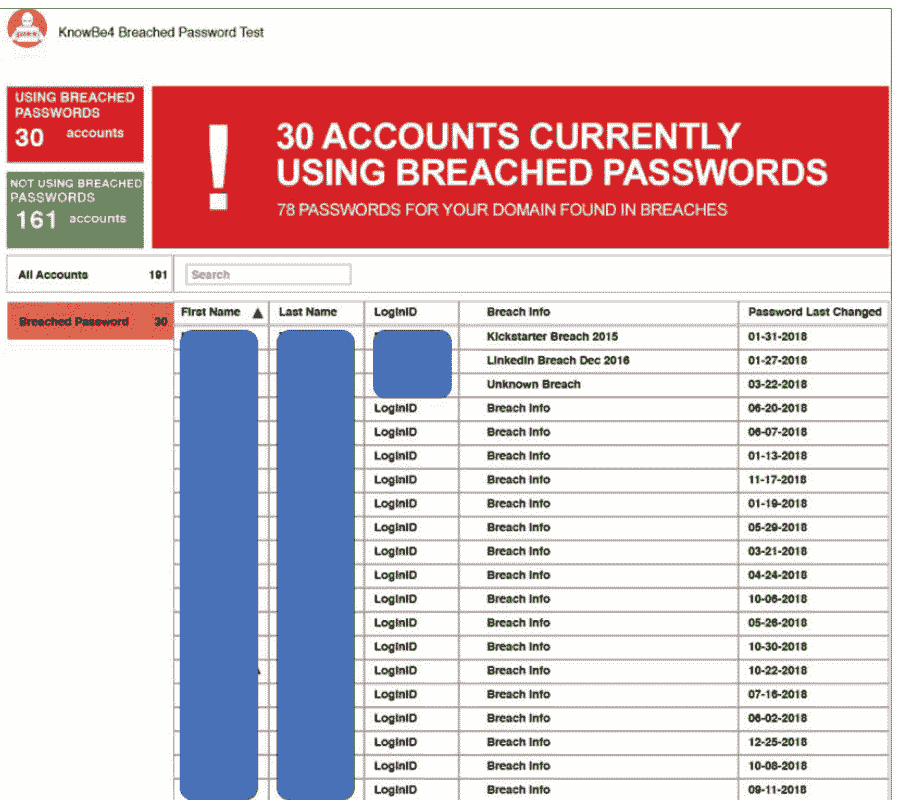 KnowBe4 Breached Password Test
USING BREACHED
PASSWORDS
30 accounts
NOT USING BREACHED
PASSWORDS
161 accounts
!
30 ACCOUNTS CURRENTLY
USING BREACHED PASSWORDS
78 PASSWORDS FOR YOUR DOMAIN FOUND IN BREACHES
All Accounts 191
Search
Breached Password 30
First Name ▲ Last Name LoginID Breach Info Password Last Changed
Kickstarter Breach 2015 01-31-2018
LinkedIn Breach Dec 2016 01-27-2018
Unknown Breach 03-22-2018
LoginID Breach Info 06-20-2018
LoginID Breach Info 06-07-2018
LoginID Breach Info 01-13-2018
LoginID Breach Info 11-17-2018
LoginID Breach Info 01-19-2018
LoginID Breach Info 05-29-2018
LoginID Breach Info 03-21-2018
LoginID Breach Info 04-24-2018
LoginID Breach Info 10-06-2018
LoginID Breach Info 05-26-2018
LoginID Breach Info 10-30-2018
LoginID Breach Info 10-22-2018
LoginID Breach Info 07-16-2018
LoginID Breach Info 06-02-2018
LoginID Breach Info 12-25-2018
LoginID Breach Info 10-08-2018
LoginID Breach Info 09-11-2018